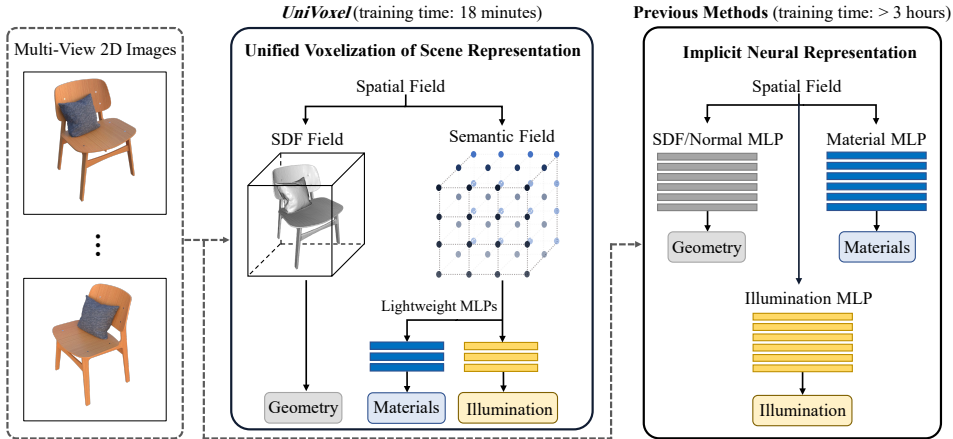 Multi-View 2D Images
UniVoxel (training time: 18 minutes)
Unified Voxelization of Scene Representation
Spatial Field
SDF Field
Semantic Field
Lightweight MLPs
Geometry
Materials
Illumination
Previous Methods (training time: > 3 hours)
Implicit Neural Representation
Spatial Field
SDF/Normal MLP
Material MLP
Geometry
Materials
Illumination MLP
Illumination